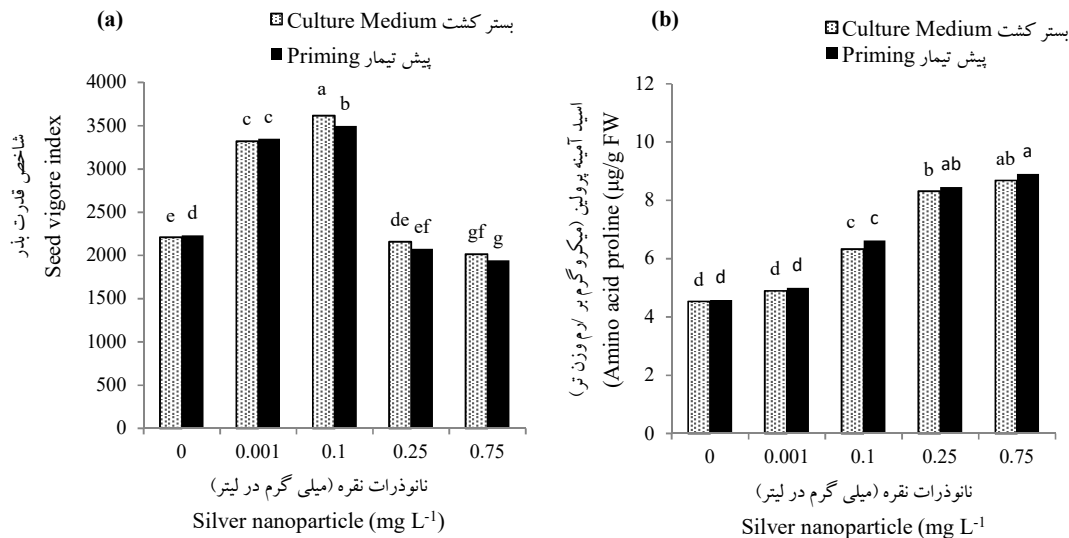 (a)
Culture Medium بستر کشت
Priming پیش تیمار
شاخص قدرت بذر
Seed vigore index
4000
3500
3000
2500
2000
1500
1000
500
0
e d
c c
a b
de ef
gf g
0 0.001 0.1 0.25 0.75
نانوذرات نقره (میلی گرم در لیتر)
Silver nanoparticle (mg L-1)
(b)
Culture Medium بستر کشت
Priming پیش تیمار
اسید آمینه پرولین (میکرو گرم بر /رم وزن تر)
(Amino acid proline (µg/g FW
12
10
8
6
4
2
0
d d
d d
c c
b ab
ab a
0 0.001 0.1 0.25 0.75
نانوذرات نقره (میلی گرم در لیتر)
Silver nanoparticle (mg L-1